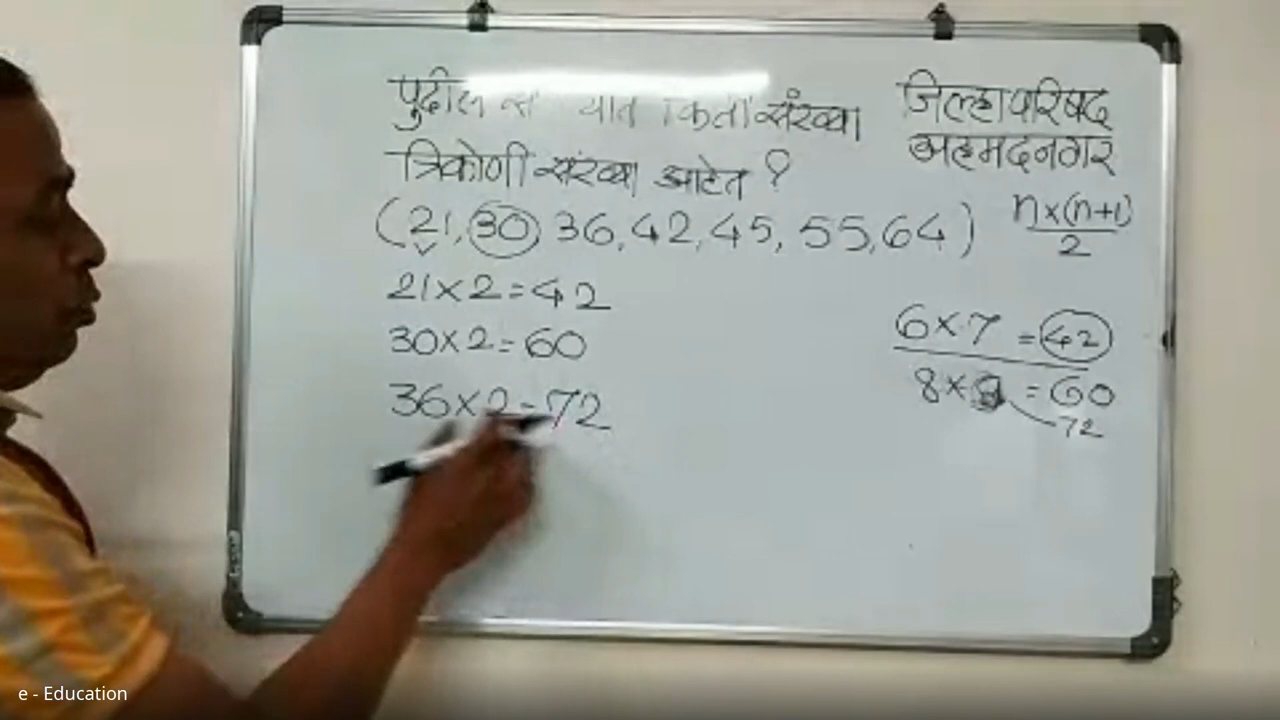 पुढील यात किती संख्या
त्रिकोणी संख्या आहेत ?
(21, 30 36, 42, 45, 55, 64)
21×2=42
30×2=60
36×2=72
जिल्हा परिषद
अहमदनगर
n×(n+1)
2
6×7 =42
8× =60
72
e - Education